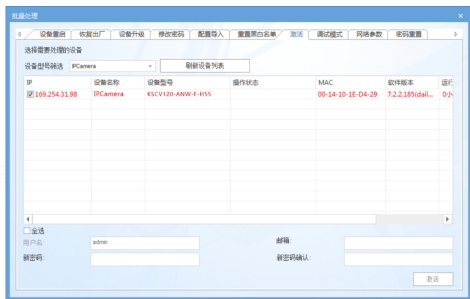 批量处理
设备重启 恢复出厂 设备升级 修改密码 配置导入 重置黑白名单 激活 调试模式 网络参数 密码重置
选择需要处理的设备
设备型号筛选 IPCamera 刷新设备列表
IP 设备名称 设备型号 操作状态 MAC 软件版本 运行
169.254.31.98 IPCamera KSCV120-ANW-F-H5S 00-14-10-1E-D4-29 7.2.2.185(dail... 0小
全选
用户名: admin 邮箱:
新密码: 新密码确认:
激活